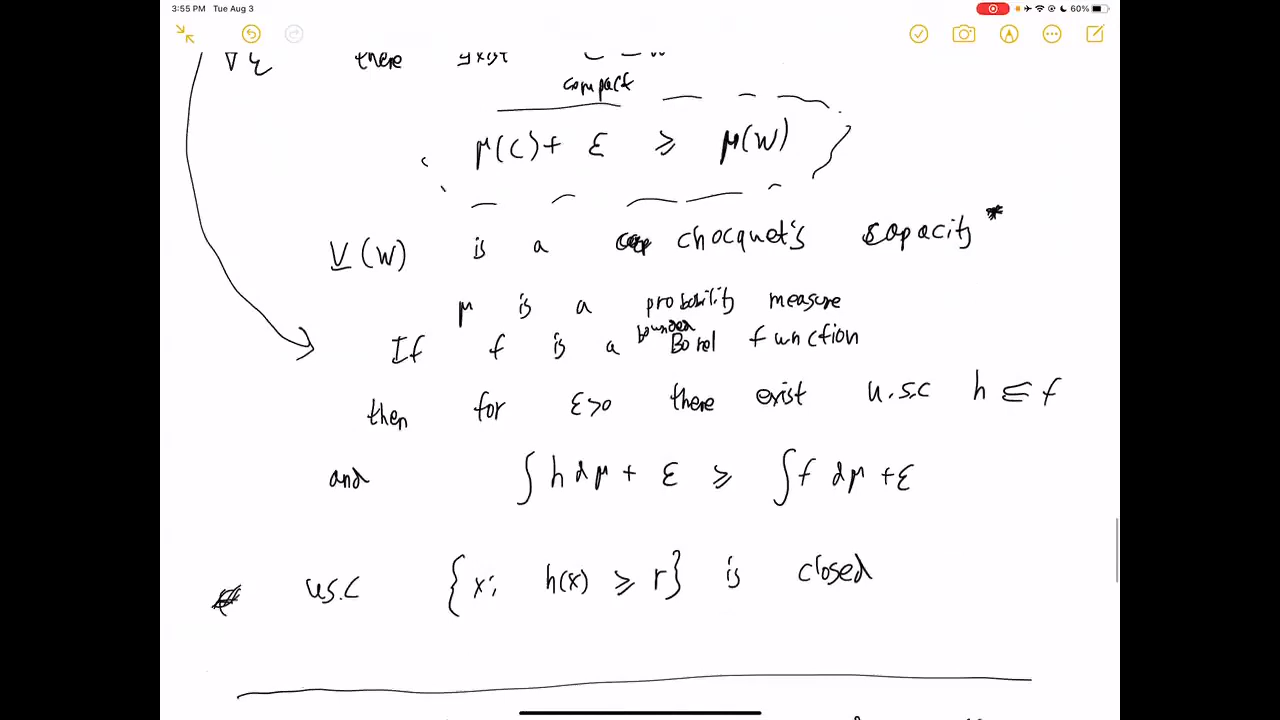 3:55 PM Tue Aug 3 60%
∀ ε there exist C ⊂ W
compact
μ(C) + ε ≥ μ(W)
V(W) is a chocquet's capacity *
μ is a probability measure
If f is a bounded Borel function
then for ε>0 there exist u.s.c h ≤ f
and ∫ h dμ + ε ≥ ∫ f dμ + ε
u.s.c { x; h(x) ≥ r } is closed